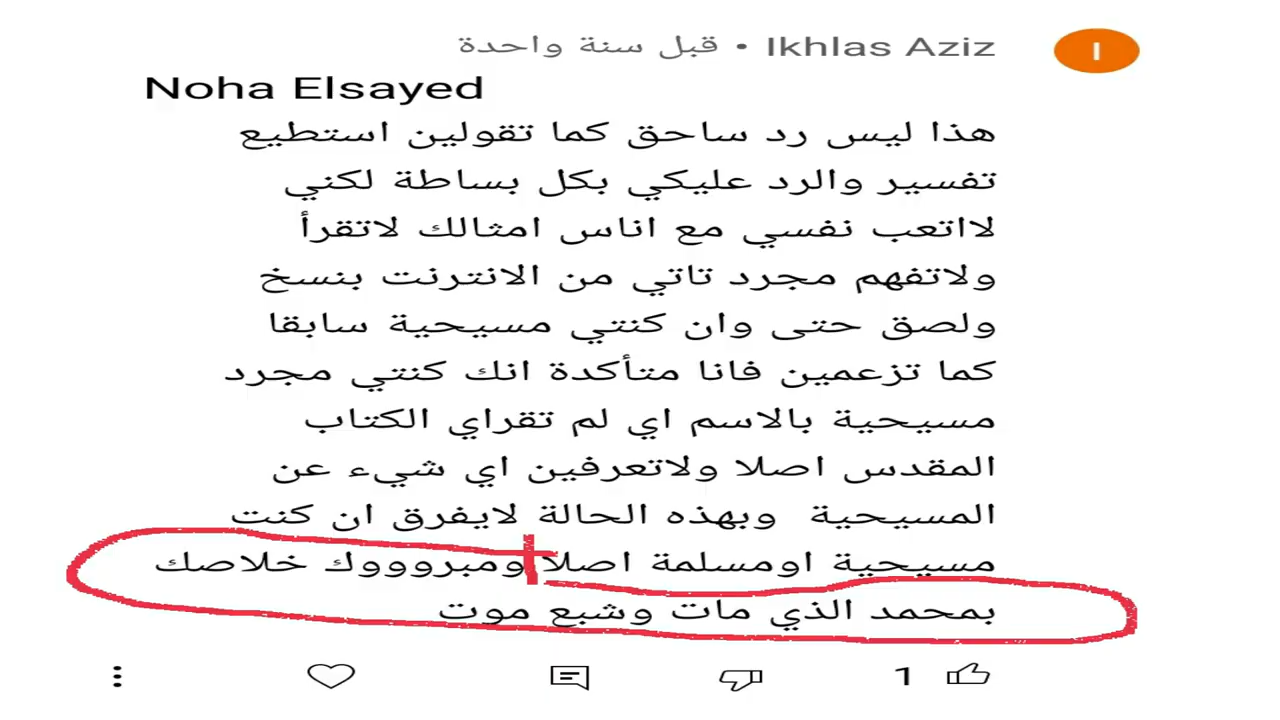 I
Ikhlas Aziz • قبل سنة واحدة
Noha Elsayed
هذا ليس رد ساحق كما تقولين استطيع
تفسير والرد عليكي بكل بساطة لكني
لااتعب نفسي مع اناس امثالك لاتقرأ
ولاتفهم مجرد تاتي من الانترنت بنسخ
ولصق حتى وان كنتي مسيحية سابقا
كما تزعمين فانا متأكدة انك كنتي مجرد
مسيحية بالاسم اي لم تقراي الكتاب
المقدس اصلا ولاتعرفين اي شيء عن
المسيحية وبهذه الحالة لايفرق ان كنت
مسيحية اومسلمة اصلا ومبروووك خلاصك
بمحمد الذي مات وشبع موت
1